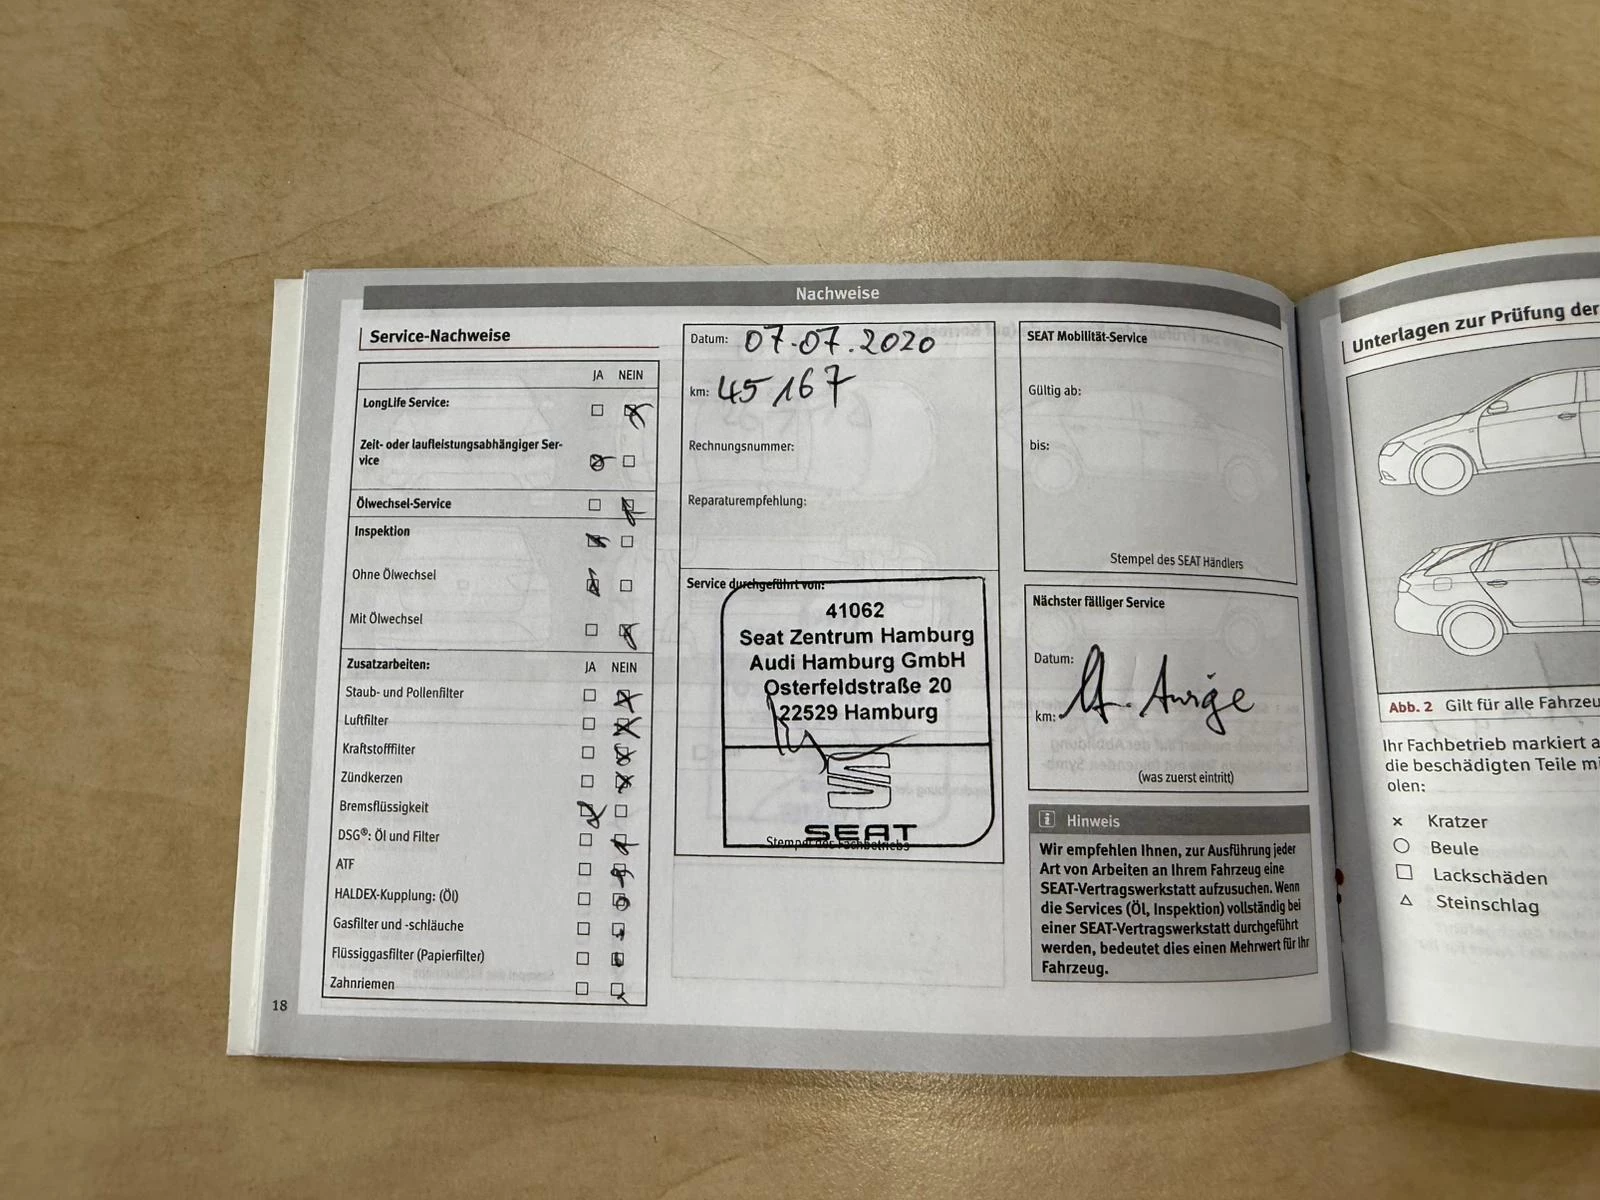 Nachweise
Service-Nachweise
JA NEIN
LongLife Service:
Zeit- oder laufleistungsabhängiger Ser-
vice
Ölwechsel-Service
Inspektion
Ohne Ölwechsel
Mit Ölwechsel
Zusatzarbeiten: JA NEIN
Staub- und Pollenfilter
Luftfilter
Kraftstofffilter
Zündkerzen
Bremsflüssigkeit
DSG®: Öl und Filter
ATF
HALDEX-Kupplung: (Öl)
Gasfilter und -schläuche
Flüssiggasfilter (Papierfilter)
Zahnriemen
18
Datum: 07.07.2020
km: 45167
Rechnungsnummer:
Reparaturempfehlung:
Service durchgeführt von:
41062
Seat Zentrum Hamburg
Audi Hamburg GmbH
Osterfeldstraße 20
22529 Hamburg
SEAT
Stempel des Fachbetriebs
SEAT Mobilität-Service
Gültig ab:
bis:
Stempel des SEAT Händlers
Nächster fälliger Service
Datum:
km:
(was zuerst eintritt)
i Hinweis
Wir empfehlen Ihnen, zur Ausführung jeder
Art von Arbeiten an Ihrem Fahrzeug eine
SEAT-Vertragswerkstatt aufzusuchen. Wenn
die Services (Öl, Inspektion) vollständig bei
einer SEAT-Vertragswerkstatt durchgeführt
werden, bedeutet dies einen Mehrwert für Ihr
Fahrzeug.
Unterlagen zur Prüfung der
Abb. 2 Gilt für alle Fahrzeu
Ihr Fachbetrieb markiert a
die beschädigten Teile mi
olen:
× Kratzer
○ Beule
□ Lackschäden
△ Steinschlag